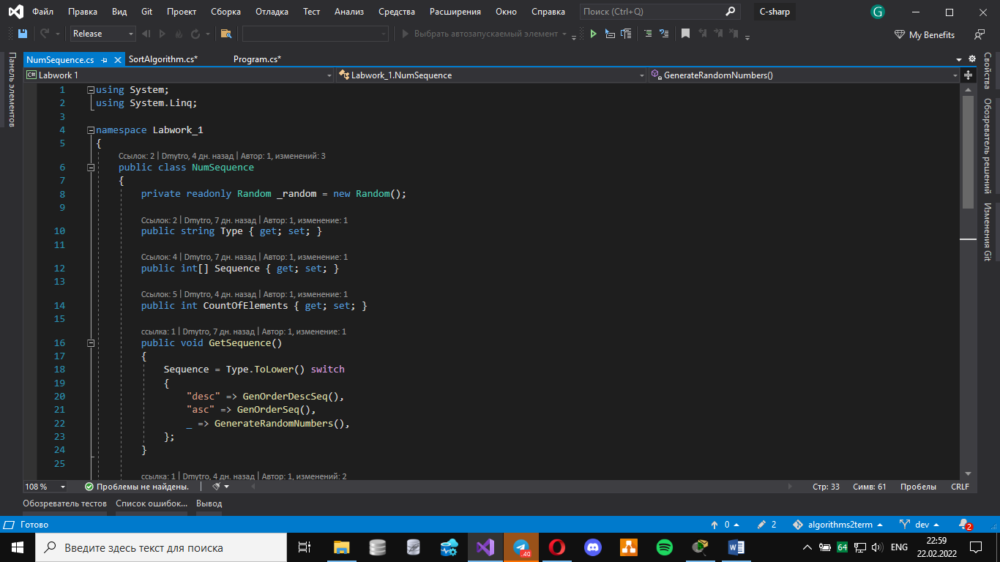 Файл Правка Вид Git Проект Сборка Отладка Тест Анализ Средства Расширения Окно Справка Поиск (Ctrl+Q) C-sharp G
Release Выбрать автозапускаемый элемент My Benefits
Панель элементов
NumSequence.cs SortAlgorithm.cs* Program.cs*
C# Labwork 1 Labwork_1.NumSequence GenerateRandomNumbers()
1 using System;
2 using System.Linq;
3
4 namespace Labwork_1
5 {
Ссылок: 2 | Dmytro, 4 дн. назад | Автор: 1, изменений: 3
6 public class NumSequence
7 {
8 private readonly Random _random = new Random();
9
Ссылок: 2 | Dmytro, 7 дн. назад | Автор: 1, изменение: 1
10 public string Type { get; set; }
11
Ссылок: 4 | Dmytro, 7 дн. назад | Автор: 1, изменение: 1
12 public int[] Sequence { get; set; }
13
Ссылок: 5 | Dmytro, 4 дн. назад | Автор: 1, изменение: 1
14 public int CountOfElements { get; set; }
15
ссылка: 1 | Dmytro, 7 дн. назад | Автор: 1, изменение: 1
16 public void GetSequence()
17 {
18 Sequence = Type.ToLower() switch
19 {
20 "desc" => GenOrderDescSeq(),
21 "asc" => GenOrderSeq(),
22 _ => GenerateRandomNumbers(),
23 };
24 }
25
ссылка: 1 | Dmytro, 4 дн. назад | Автор: 1, изменений: 2
Свойства
Обозреватель решений
Изменения Git
108 % Проблемы не найдены. Стр: 33 Симв: 61 Пробелы CRLF
Обозреватель тестов Список ошибок... Вывод
Готово 0 2 algorithms2term dev 2
Введите здесь текст для поиска 40 W 64 ENG 22:59
22.02.2022